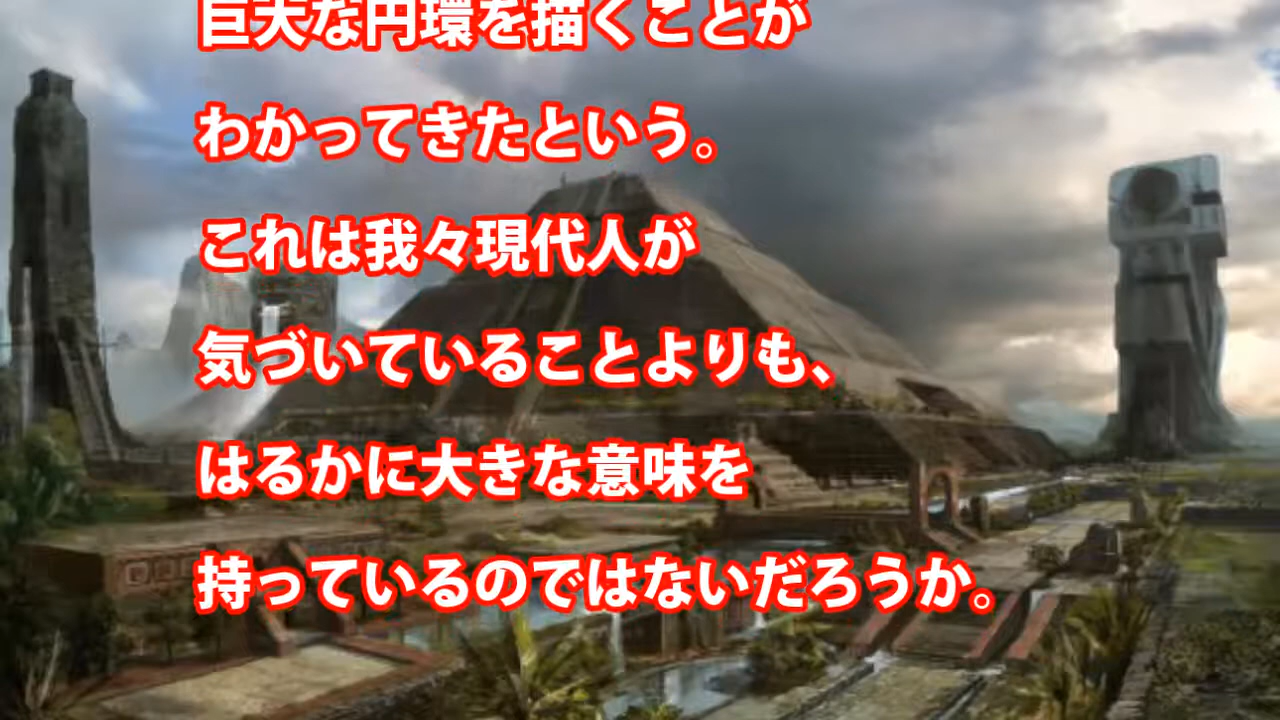 巨大な円環を描くことが
わかってきたという。
これは我々現代人が
気づいていることよりも、
はるかに大きな意味を
持っているのではないだろうか。